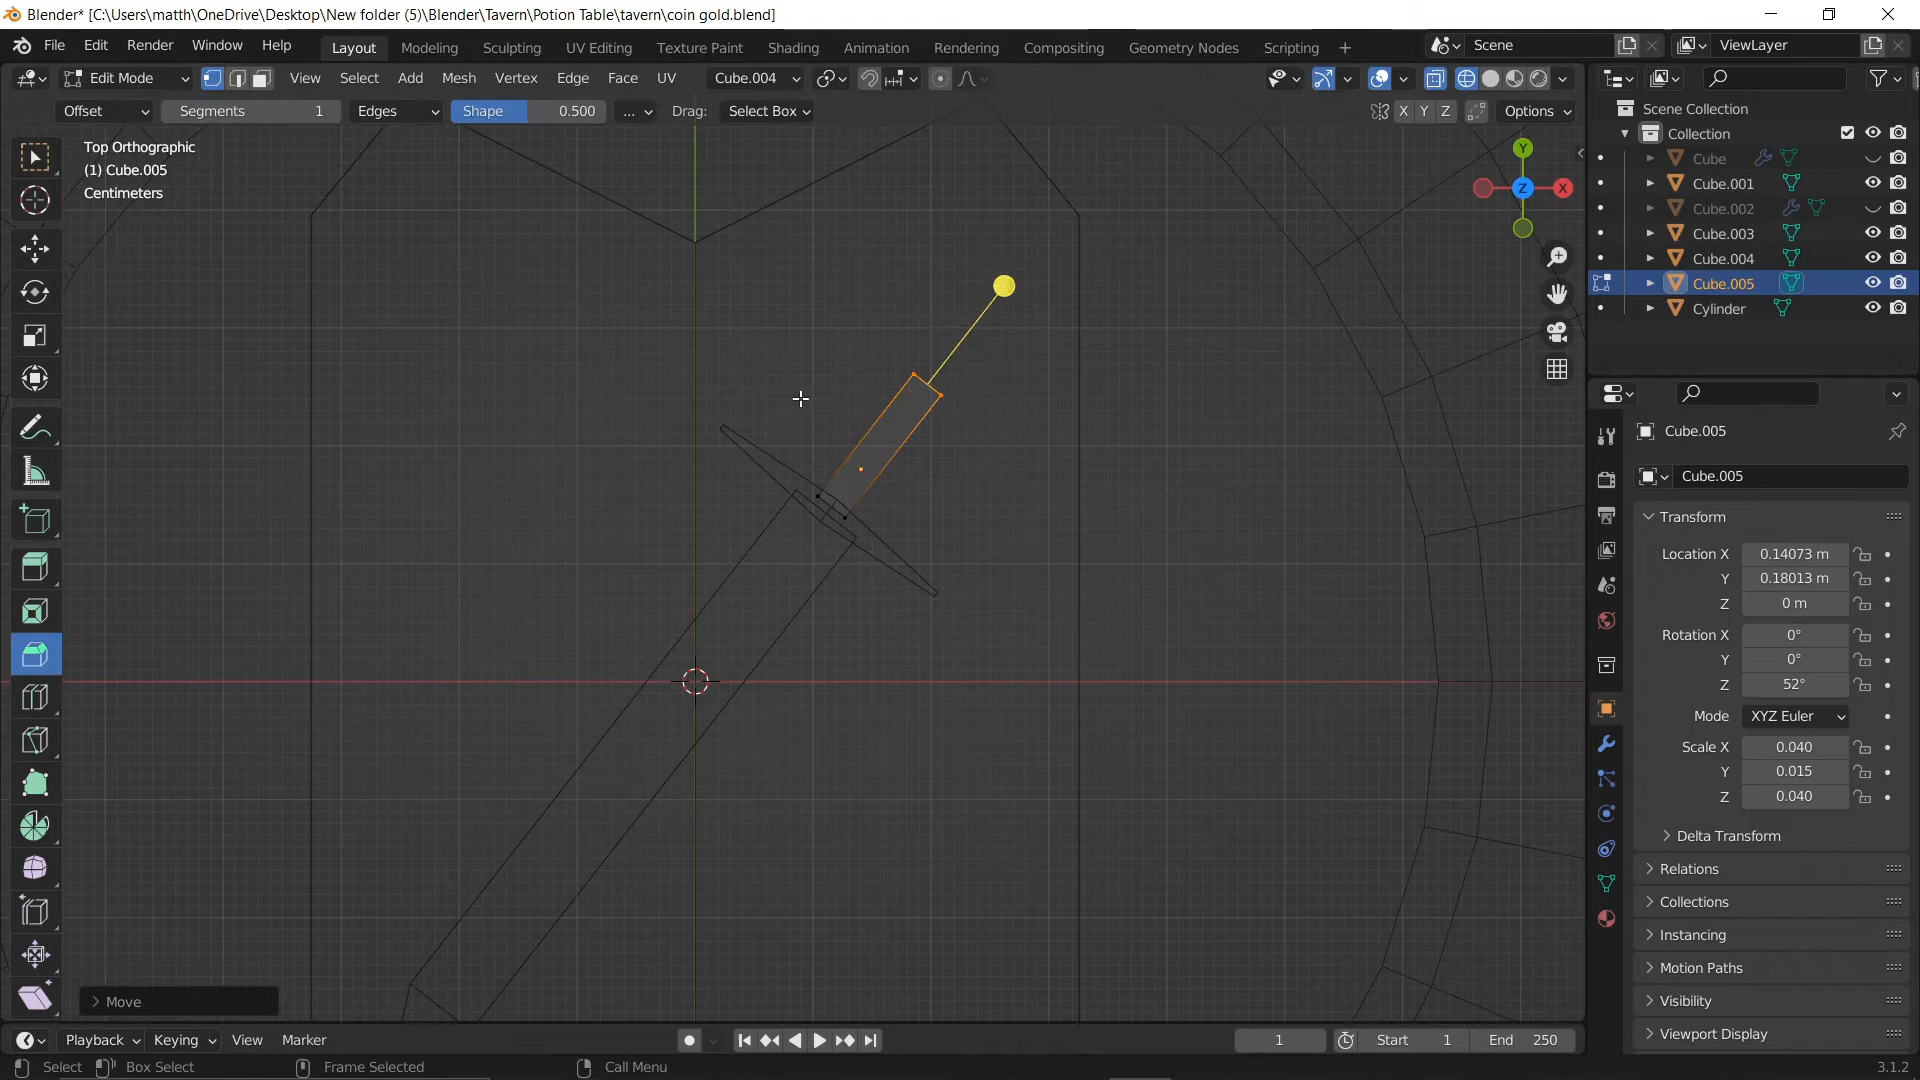 Blender* [C:\Users\matth\OneDrive\Desktop\New folder (5)\Blender\Tavern\Potion Table\tavern\coin gold.blend]
File Edit Render Window Help Layout Modeling Sculpting UV Editing Texture Paint Shading Animation Rendering Compositing Geometry Nodes Scripting + Scene ViewLayer
Edit Mode View Select Add Mesh Vertex Edge Face UV Cube.004
Offset Segments 1 Edges Shape 0.500 ... Drag: Select Box X Y Z Options
Top Orthographic
(1) Cube.005
Centimeters
Y
Z X
Scene Collection
Collection
Cube
Cube.001
Cube.002
Cube.003
Cube.004
Cube.005
Cylinder
Cube.005
Cube.005
Transform
Location X 0.14073 m
Y 0.18013 m
Z 0 m
Rotation X 0°
Y 0°
Z 52°
Mode XYZ Euler
Scale X 0.040
Y 0.015
Z 0.040
Delta Transform
Relations
Collections
Instancing
Motion Paths
Visibility
Viewport Display
Move
Playback Keying View Marker 1 Start 1 End 250
Select Box Select Frame Selected Call Menu 3.1.2